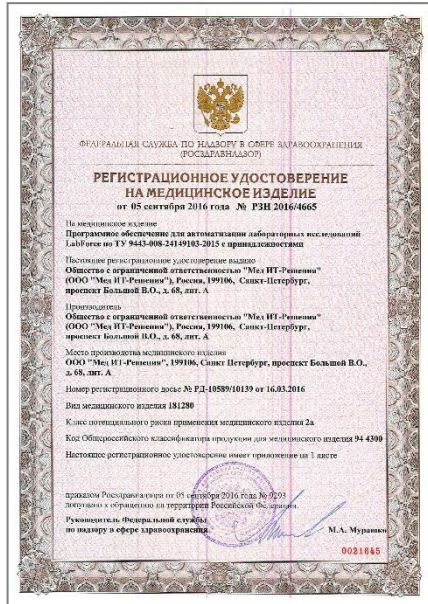 ФЕДЕРАЛЬНАЯ СЛУЖБА ПО НАДЗОРУ В СФЕРЕ ЗДРАВООХРАНЕНИЯ
(РОСЗДРАВНАДЗОР)
РЕГИСТРАЦИОННОЕ УДОСТОВЕРЕНИЕ
НА МЕДИЦИНСКОЕ ИЗДЕЛИЕ
от 05 сентября 2016 года № РЗН 2016/4665
На медицинское изделие
Программное обеспечение для автоматизации лабораторных исследований
LabForce по ТУ 9443-008-24149103-2015 с принадлежностями
Настоящее регистрационное удостоверение выдано
Общество с ограниченной ответственностью "Мед ИТ-Решения"
(ООО "Мед ИТ-Решения"), Россия, 199106, Санкт-Петербург,
проспект Большой В.О., д. 68, лит. А
Производитель
Общество с ограниченной ответственностью "Мед ИТ-Решения"
(ООО "Мед ИТ-Решения"), Россия, 199106, Санкт-Петербург,
проспект Большой В.О., д. 68, лит. А
Место производства медицинского изделия
ООО "Мед ИТ-Решения", 199106, Санкт Петербург, проспект Большой В.О.,
д. 68, лит. А
Номер регистрационного досье № РД-10589/10139 от 16.03.2016
Вид медицинского изделия 181280
Класс потенциального риска применения медицинского изделия 2а
Код Общероссийского классификатора продукции для медицинского изделия 94 4300
Настоящее регистрационное удостоверение имеет приложение на 1 листе
приказом Росздравнадзора от 05 сентября 2016 года № 9293
допущено к обращению на территории Российской Федерации.
Руководитель Федеральной службы
по надзору в сфере здравоохранения
М.А. Мурашко
0021645